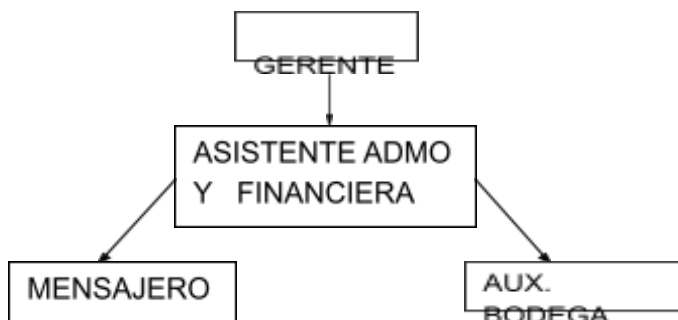 GERENTE
ASISTENTE ADMO
Y FINANCIERA
MENSAJERO
AUX.
BODEGA